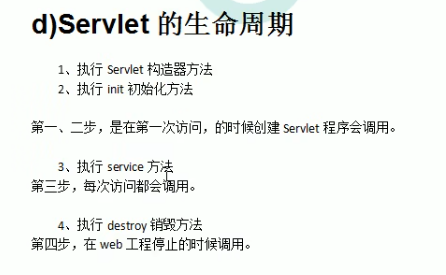 d)Servlet 的生命周期
1、执行 Servlet 构造器方法
2、执行 init 初始化方法
第一、二步，是在第一次访问，的时候创建 Servlet 程序会调用。
3、执行 service 方法
第三步，每次访问都会调用。
4、执行 destroy 销毁方法
第四步，在 web 工程停止的时候调用。